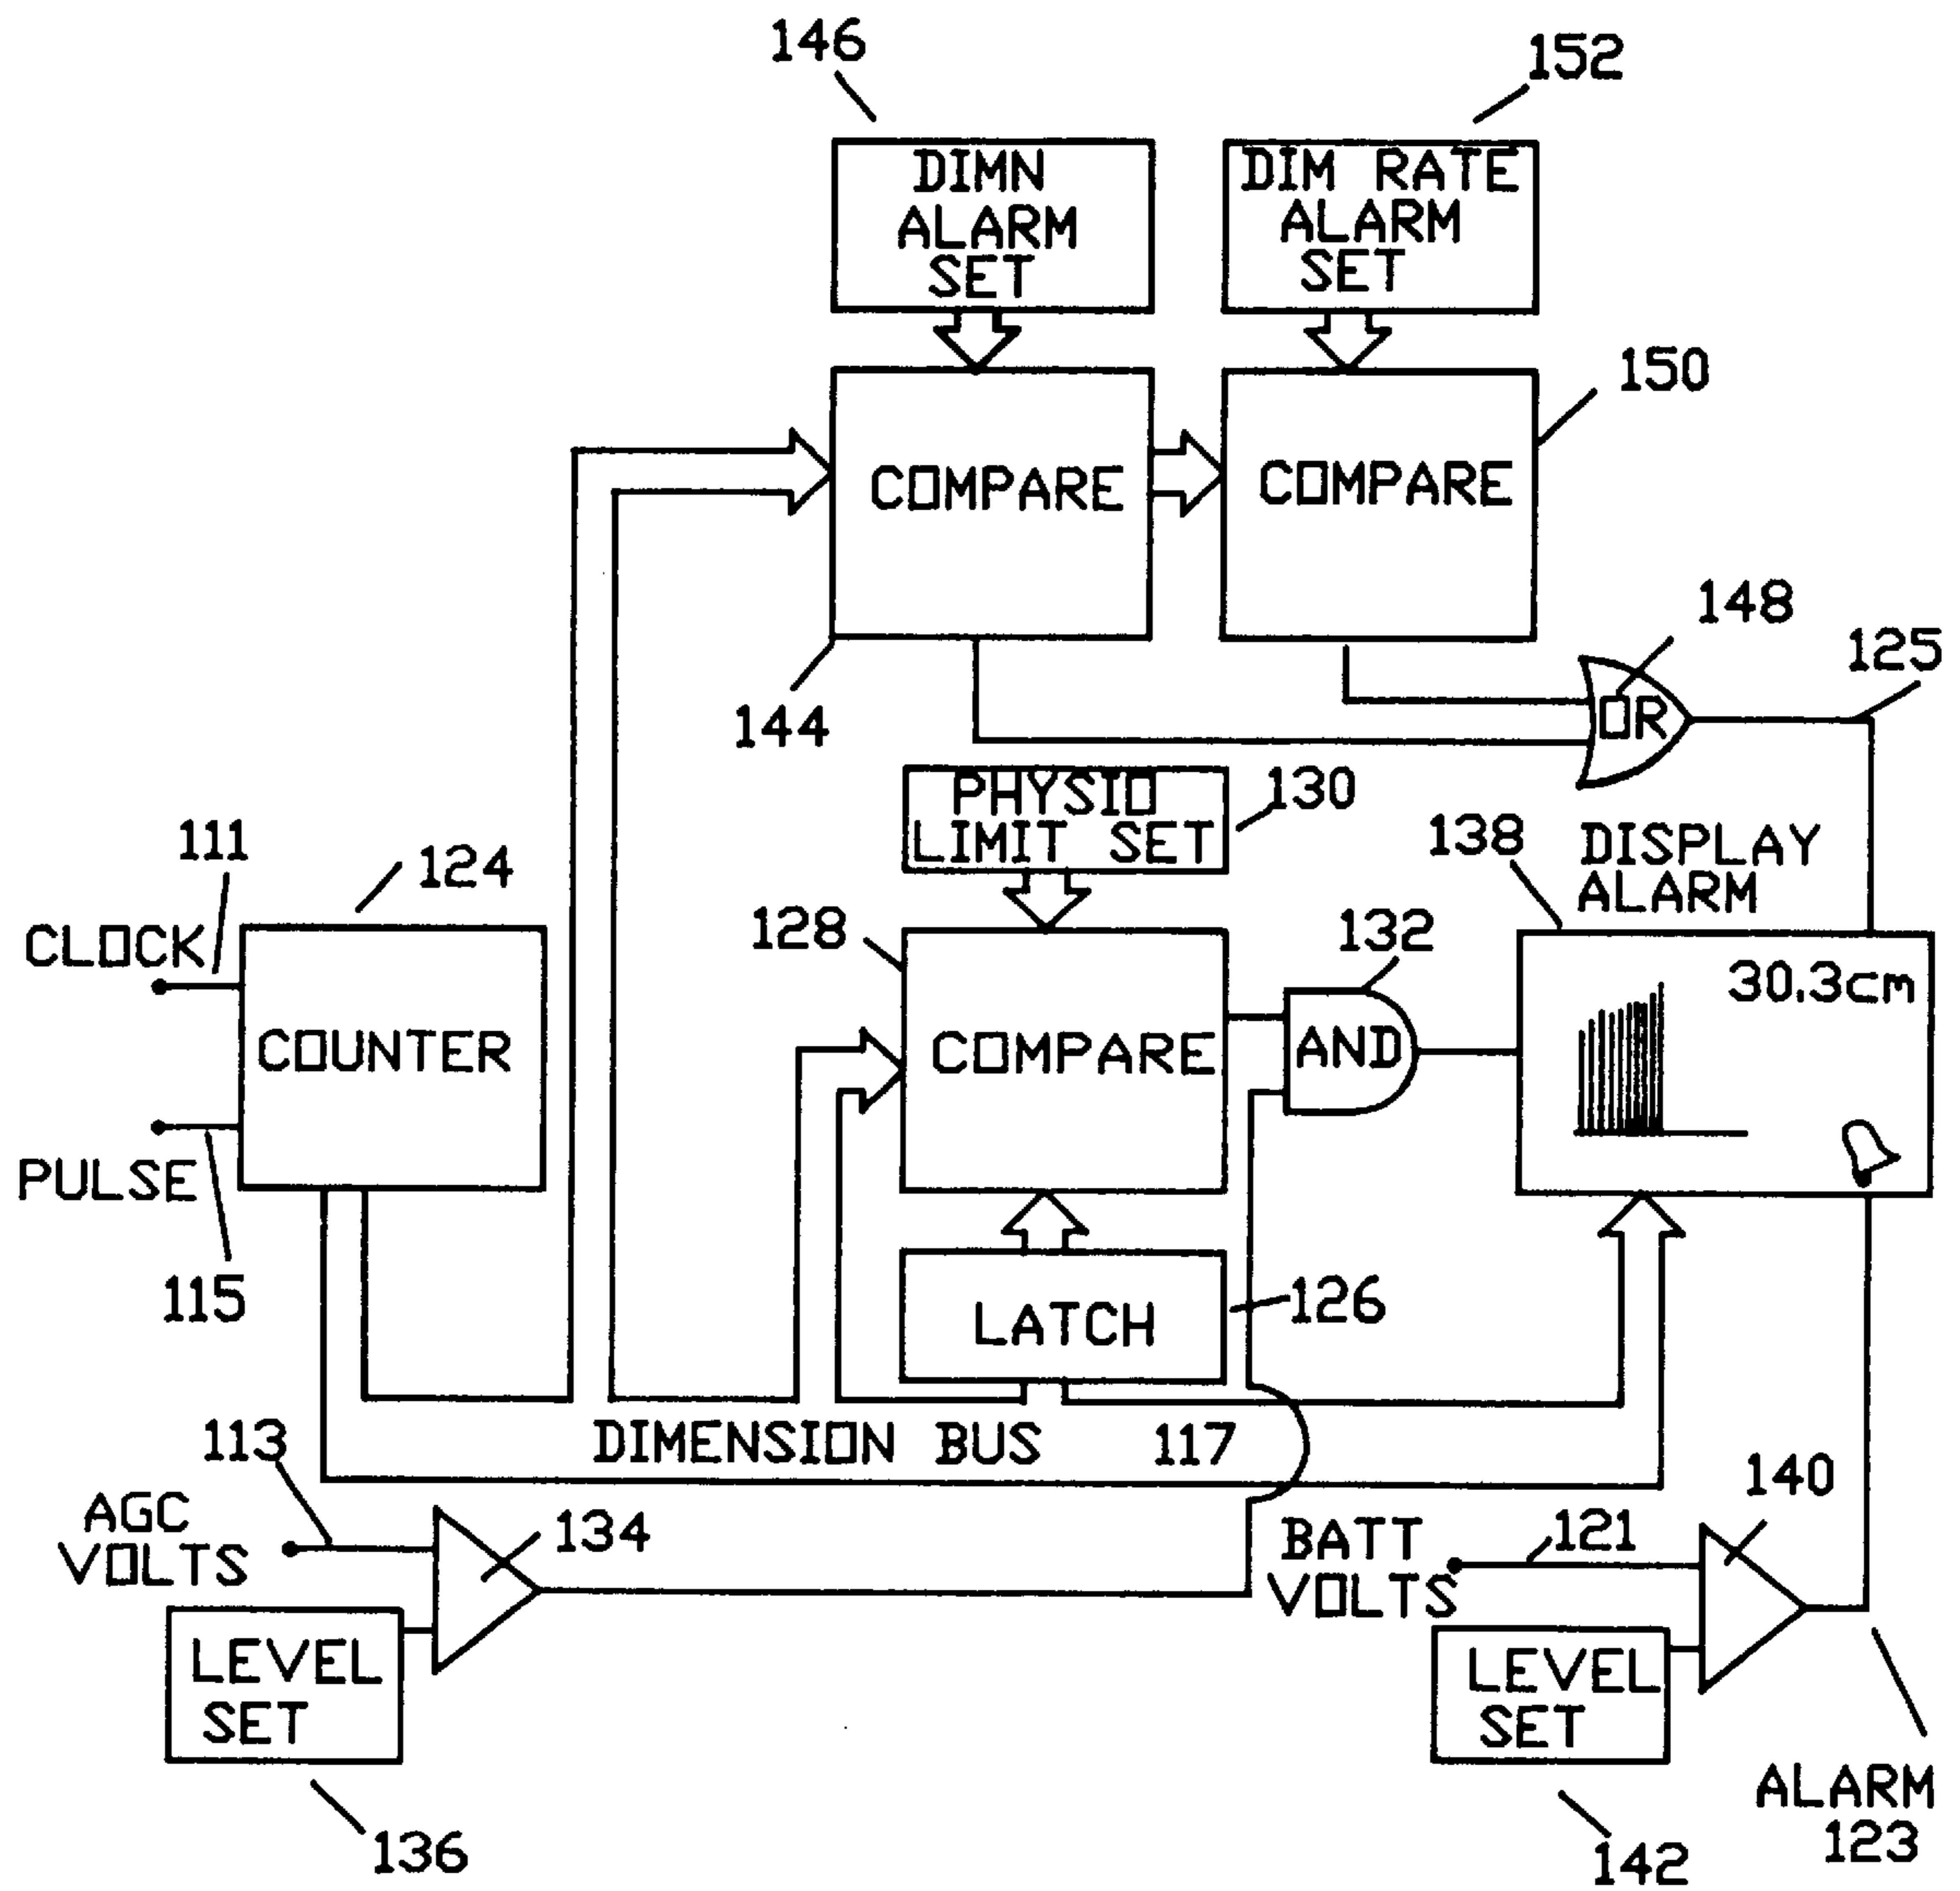 146
152
DIMN
ALARM
SET
DIM RATE
ALARM
SET
150
COMPARE
COMPARE
148
125
144
OR
PHYSIO
LIMIT SET
130
138
DISPLAY
ALARM
111
124
CLOCK
128
132
30.3cm
COUNTER
COMPARE
AND
PULSE
115
LATCH
126
113
DIMENSION BUS
117
140
AGC
VOLTS
134
BATT
VOLTS
121
LEVEL
SET
LEVEL
SET
136
142
ALARM
123